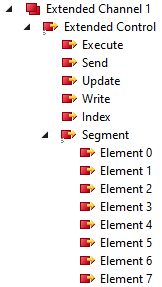 Extended Channel 1
Extended Control
Execute
Send
Update
Write
Index
Segment
Element 0
Element 1
Element 2
Element 3
Element 4
Element 5
Element 6
Element 7